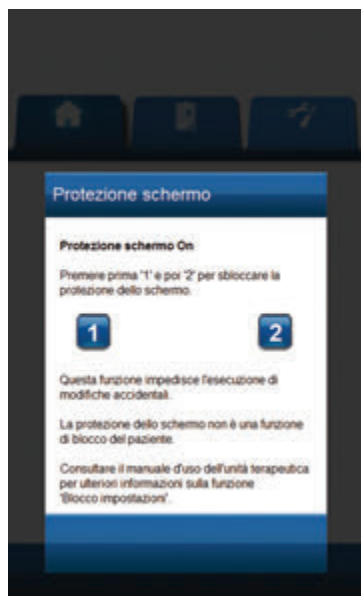 Protezione schermo
Protezione schermo On
Premere prima '1' e poi '2' per sbloccare la
protezione dello schermo.
1
2
Questa funzione impedisce l'esecuzione di
modifiche accidentali.
La protezione dello schermo non è una funzione
di blocco del paziente.
Consultare il manuale d'uso dell'unità terapeutica
per ulteriori informazioni sulla funzione
'Blocco impostazioni'.